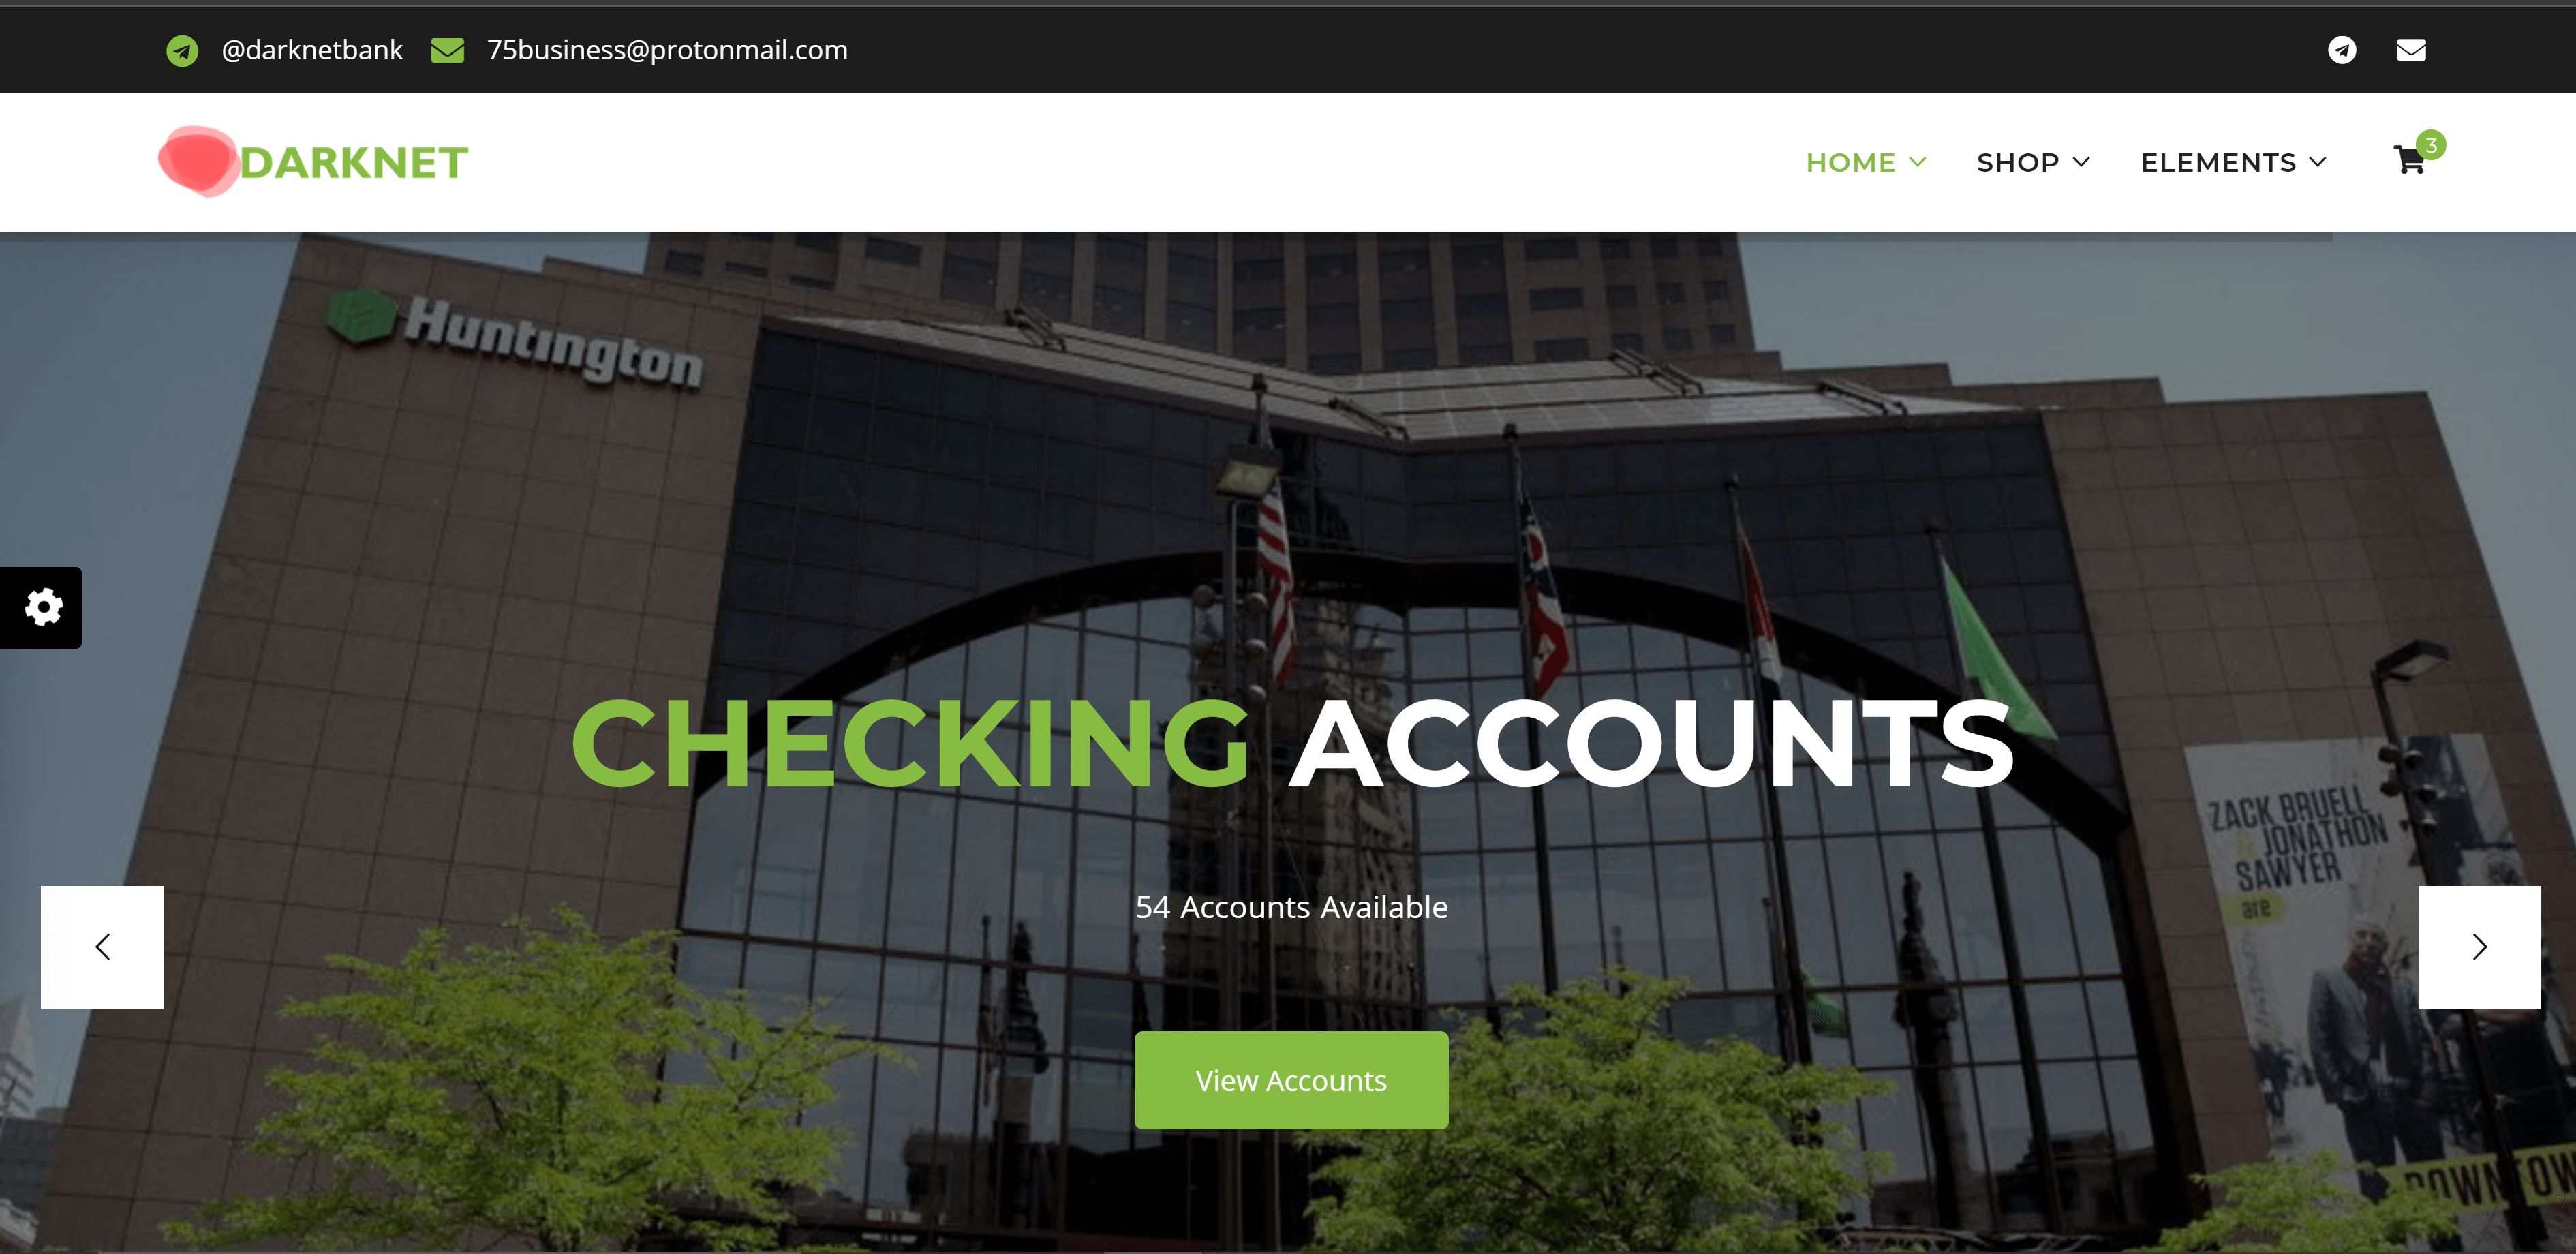 @darknetbank 75business@protonmail.com
DARKNET
HOME SHOP ELEMENTS 3
Huntington
CHECKING ACCOUNTS
ZACK BRUELL
JONATHON
SAWYER
are
54 Accounts Available
View Accounts
DOWNTOWN